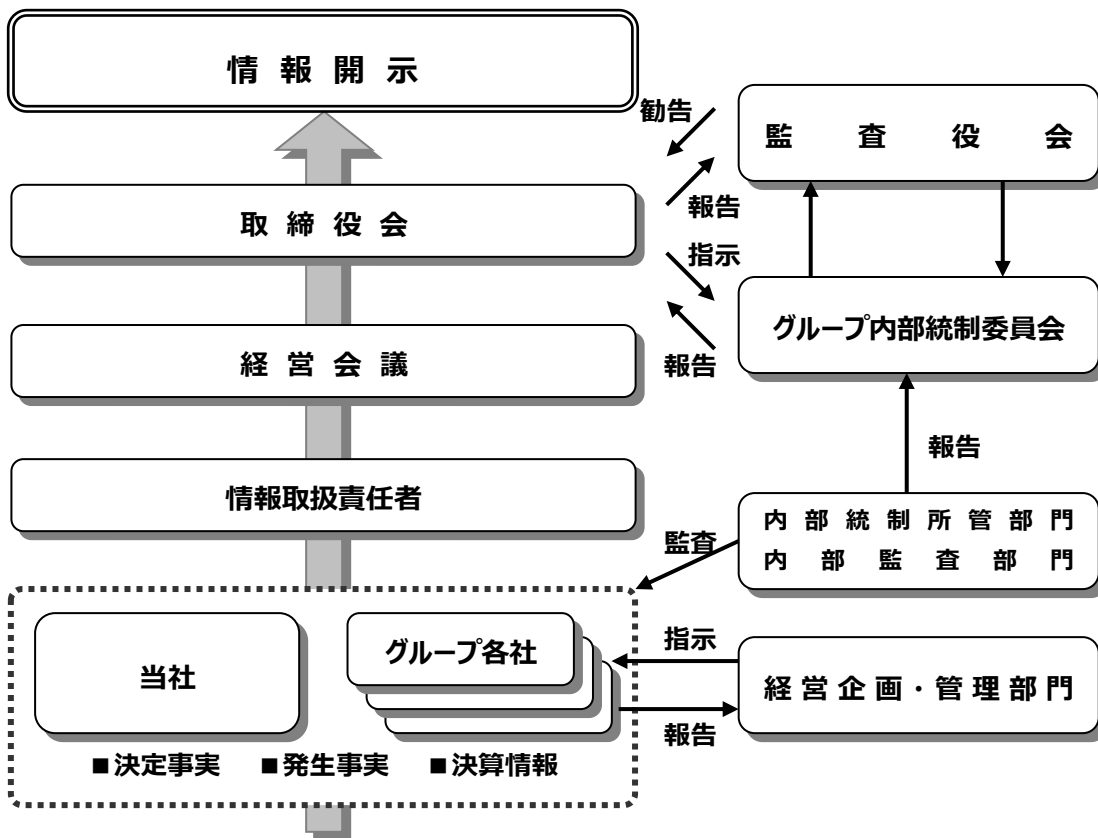 情報開示
勧告
監査役会
取締役会
報告
指示
グループ内部統制委員会
経営会議
報告
報告
情報取扱責任者
内部統制所管部門
内部監査部門
監査
当社
グループ各社
指示
経営企画・管理部門
報告
■決定事実 ■発生事実 ■決算情報